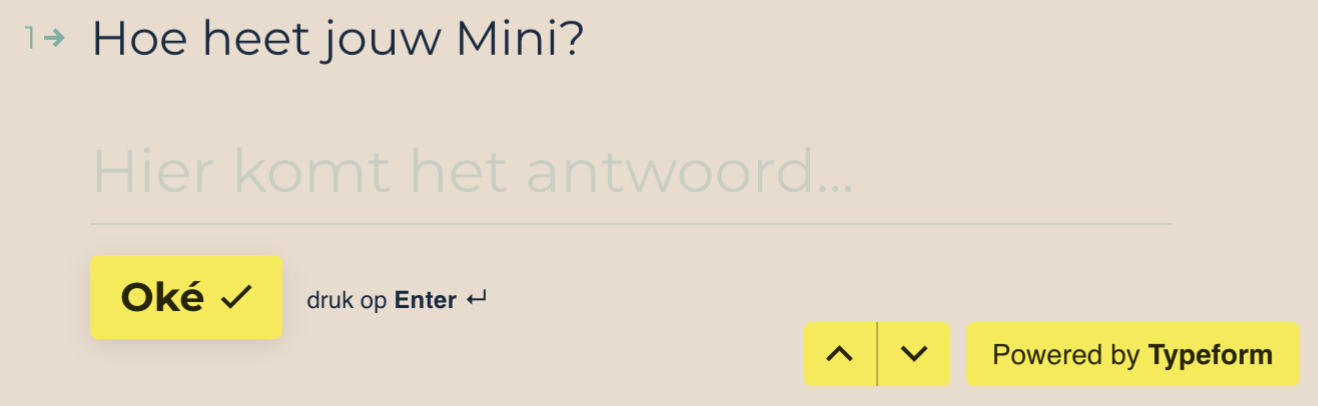 1 Hoe heet jouw Mini?
Hier komt het antwoord...
Oké druk op Enter
Powered by Typeform